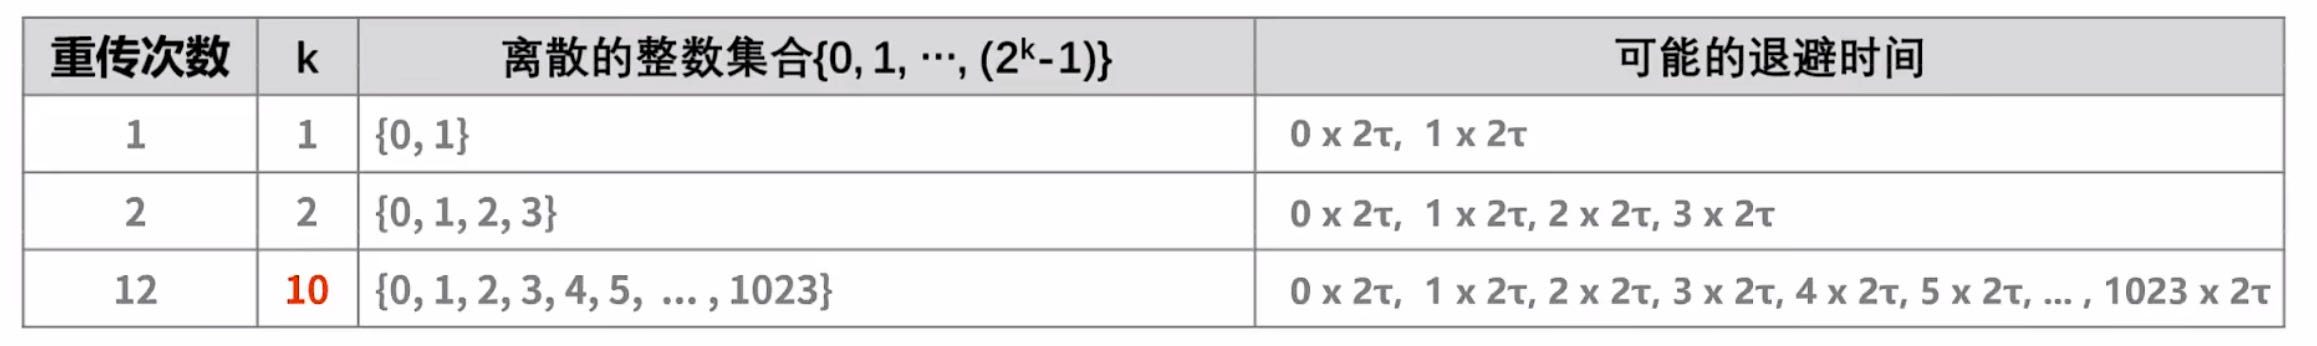 重传次数 k 离散的整数集合{0, 1, ···, (2ᵏ-1)} 可能的退避时间
1 1 {0, 1} 0 x 2τ, 1 x 2τ
2 2 {0, 1, 2, 3} 0 x 2τ, 1 x 2τ, 2 x 2τ, 3 x 2τ
12 10 {0, 1, 2, 3, 4, 5, ... , 1023} 0 x 2τ, 1 x 2τ, 2 x 2τ, 3 x 2τ, 4 x 2τ, 5 x 2τ, ... , 1023 x 2τ